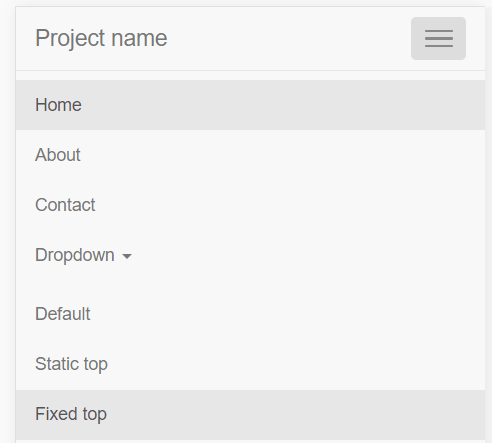 Project name
Home
About
Contact
Dropdown
Default
Static top
Fixed top